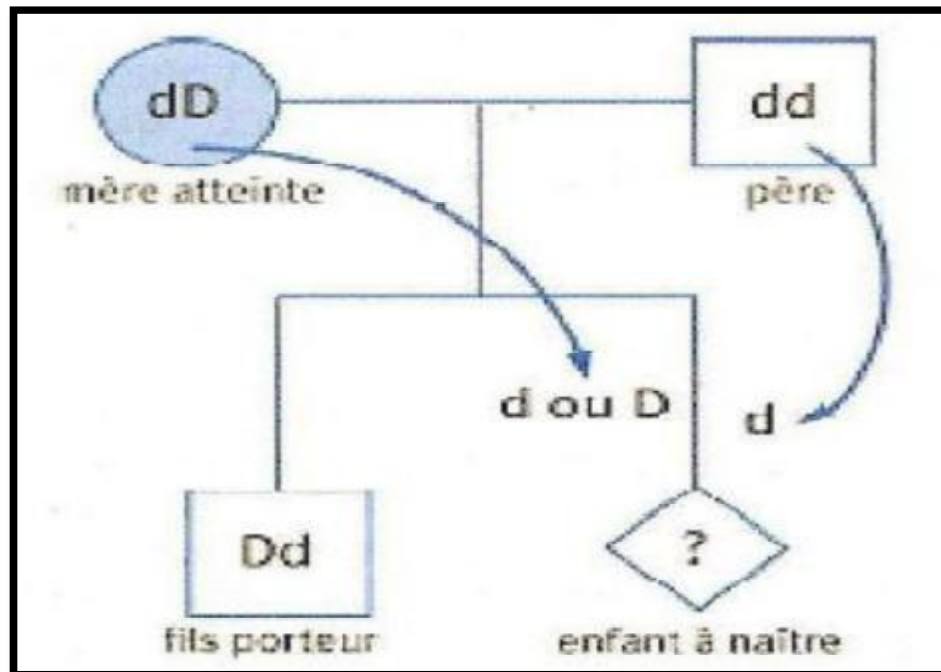 dD
dd
mère atteinte
père
d ou D
d
Dd
?
fils porteur
enfant à naître